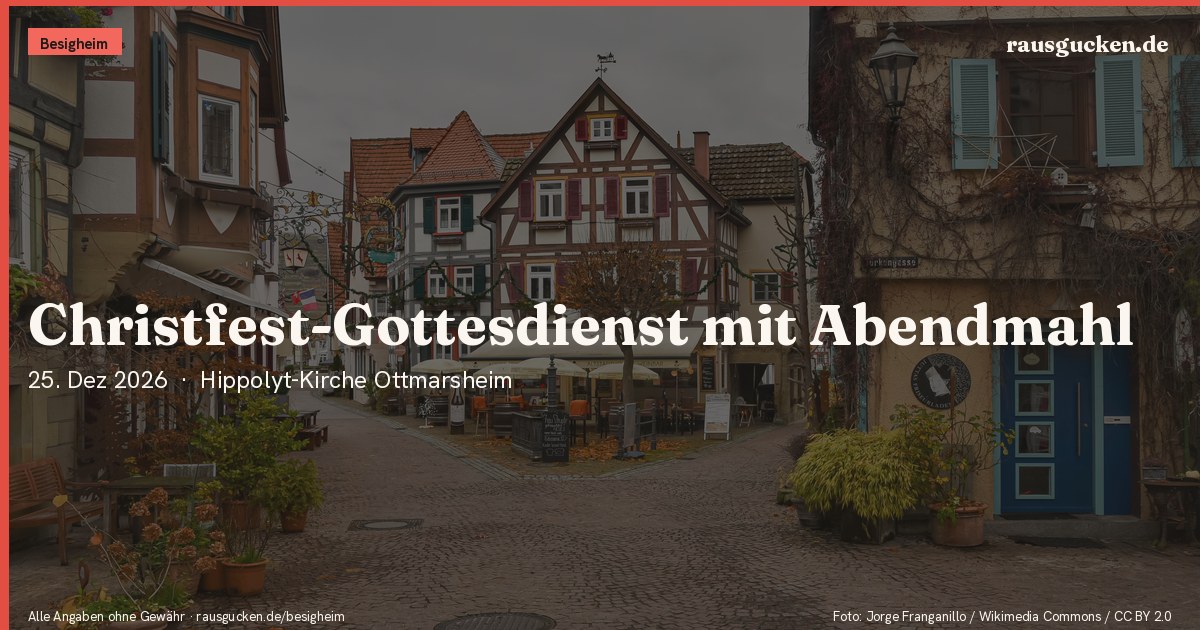 Besigheim
rausgucken.de
Christfest-Gottesdienst mit Abendmahl
25. Dez 2026 · Hippolyt-Kirche Ottmarsheim
Alle Angaben ohne Gewähr · rausgucken.de/besigheim
Foto: Jorge Franganillo / Wikimedia Commons / CC BY 2.0